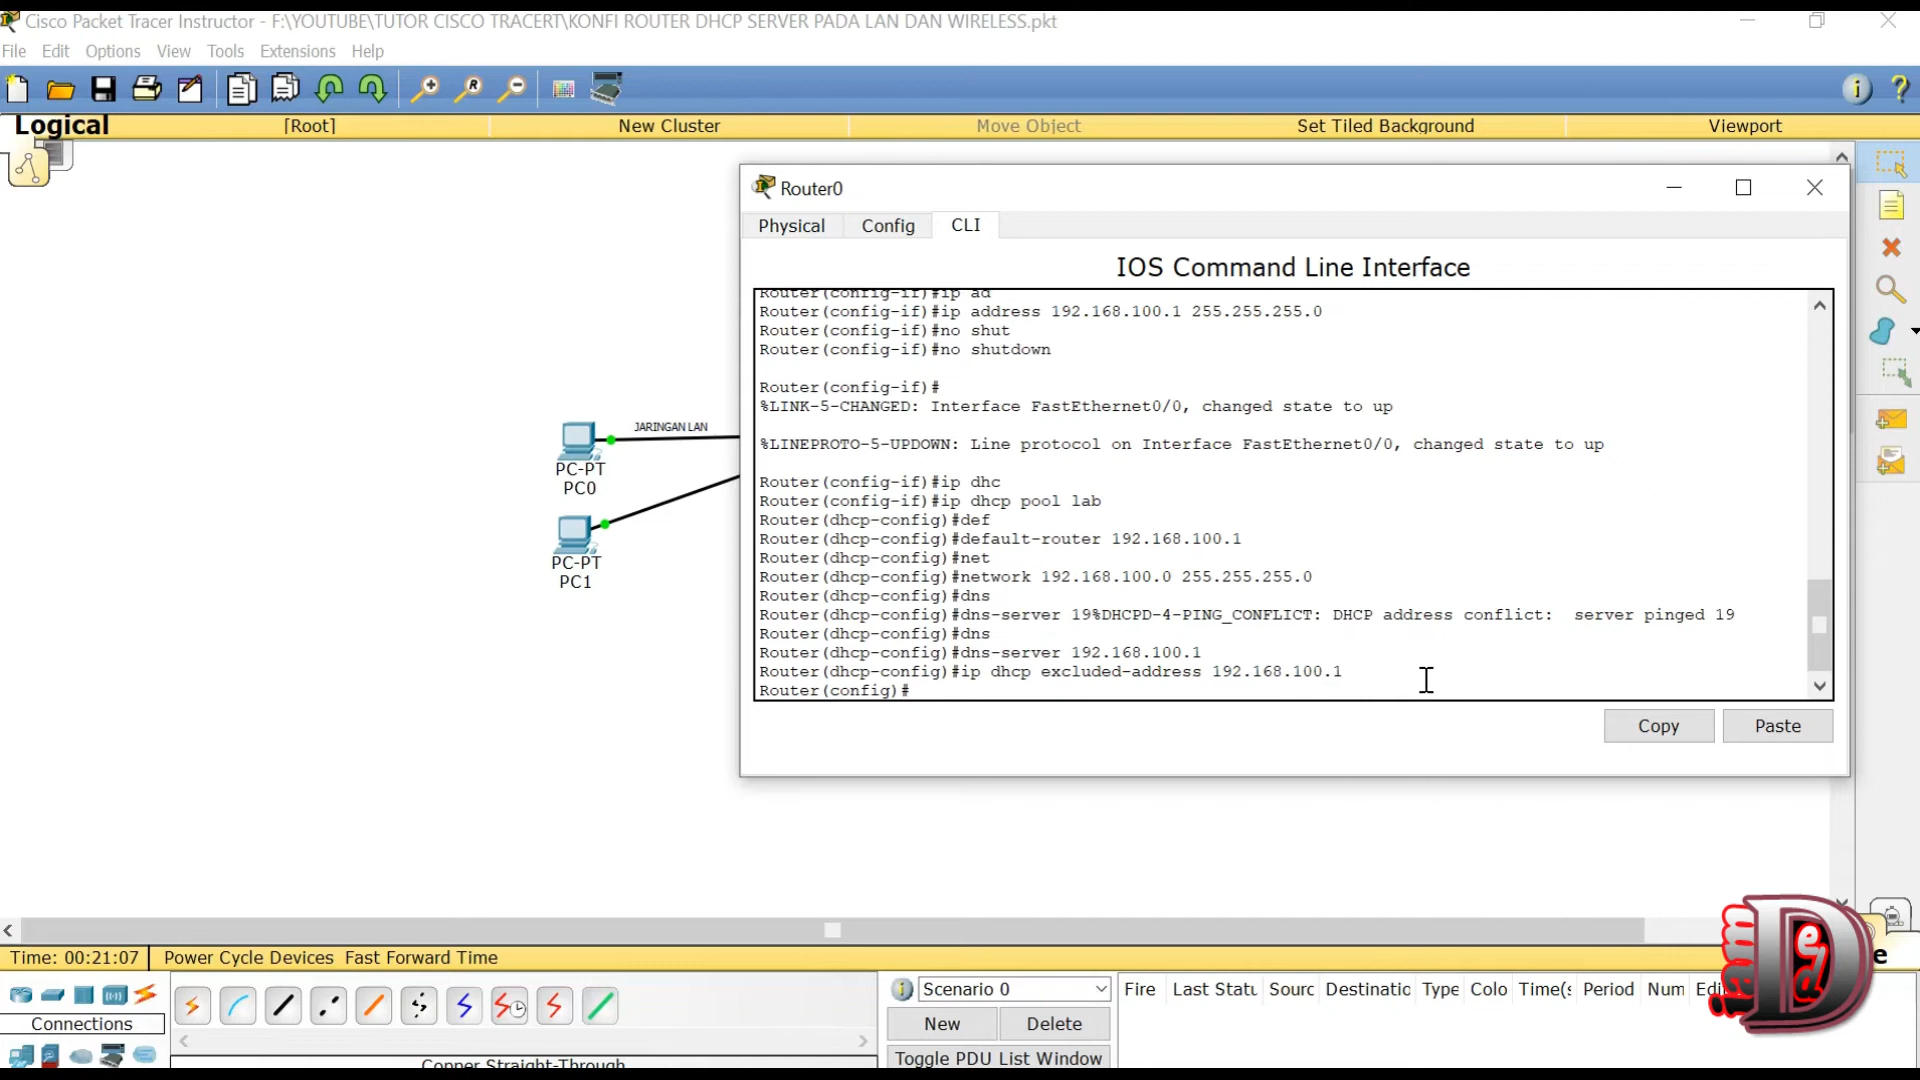 Cisco Packet Tracer Instructor - F:\YOUTUBE\TUTOR CISCO TRACERT\KONFI ROUTER DHCP SERVER PADA LAN DAN WIRELESS.pkt
File Edit Options View Tools Extensions Help
Logical [Root] New Cluster Move Object Set Tiled Background Viewport
Router0
Physical Config CLI
IOS Command Line Interface
Router(config-if)#ip ad
Router(config-if)#ip address 192.168.100.1 255.255.255.0
Router(config-if)#no shut
Router(config-if)#no shutdown
Router(config-if)#
%LINK-5-CHANGED: Interface FastEthernet0/0, changed state to up
%LINEPROTO-5-UPDOWN: Line protocol on Interface FastEthernet0/0, changed state to up
Router(config-if)#ip dhc
Router(config-if)#ip dhcp pool lab
Router(dhcp-config)#def
Router(dhcp-config)#default-router 192.168.100.1
Router(dhcp-config)#net
Router(dhcp-config)#network 192.168.100.0 255.255.255.0
Router(dhcp-config)#dns
Router(dhcp-config)#dns-server 19%DHCPD-4-PING_CONFLICT: DHCP address conflict:  server pinged 19
Router(dhcp-config)#dns
Router(dhcp-config)#dns-server 192.168.100.1
Router(dhcp-config)#ip dhcp excluded-address 192.168.100.1
Router(config)#
Copy Paste
JARINGAN LAN
PC-PT
PC0
PC-PT
PC1
Time: 00:21:07 Power Cycle Devices Fast Forward Time
Scenario 0
New Delete
Toggle PDU List Window
Fire Last Statu Sourc Destinatic Type Colo Time(s Period Num Edi
Connections
Copper Straight-Through